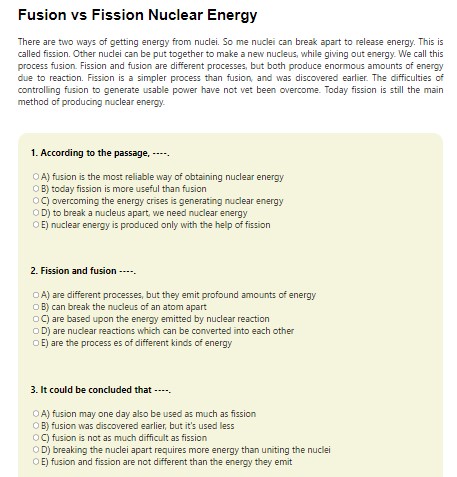 Fusion vs Fission Nuclear Energy
There are two ways of getting energy from nuclei. So me nuclei can break apart to release energy. This is
called fission. Other nuclei can be put together to make a new nucleus, while giving out energy. We call this
process fusion. Fission and fusion are different processes, but both produce enormous amounts of energy
due to reaction. Fission is a simpler process than fusion, and was discovered earlier. The difficulties of
controlling fusion to generate usable power have not vet been overcome. Today fission is still the main
method of producing nuclear energy.
1. According to the passage, ----.
A) fusion is the most reliable way of obtaining nuclear energy
B) today fission is more useful than fusion
C) overcoming the energy crises is generating nuclear energy
D) to break a nucleus apart, we need nuclear energy
E) nuclear energy is produced only with the help of fission
2. Fission and fusion ----.
A) are different processes, but they emit profound amounts of energy
B) can break the nucleus of an atom apart
C) are based upon the energy emitted by nuclear reaction
D) are nuclear reactions which can be converted into each other
E) are the process es of different kinds of energy
3. It could be concluded that ----.
A) fusion may one day also be used as much as fission
B) fusion was discovered earlier, but it's used less
C) fusion is not as much difficult as fission
D) breaking the nuclei apart requires more energy than uniting the nuclei
E) fusion and fission are not different than the energy they emit